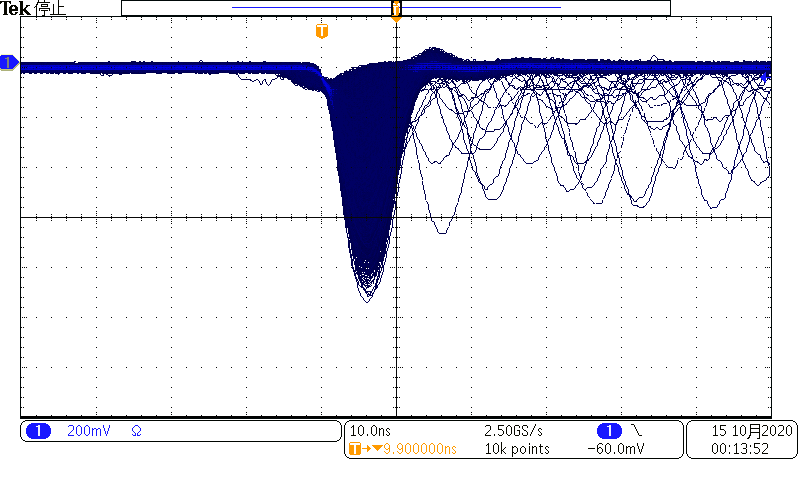 Tek 停止
T
T
1
1 200mV Ω
10.0ns 2.50GS/s 1
T→▼9.900000ns 10k points -60.0mV
15 10月2020
00:13:52